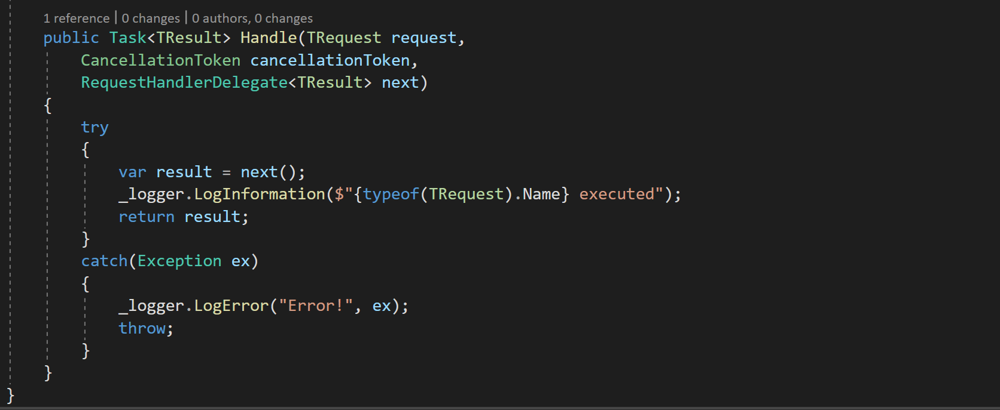 1 reference | 0 changes | 0 authors, 0 changes
public Task<TResult> Handle(TRequest request,
CancellationToken cancellationToken,
RequestHandlerDelegate<TResult> next)
{
try
{
var result = next();
_logger.LogInformation($"{typeof(TRequest).Name} executed");
return result;
}
catch(Exception ex)
{
_logger.LogError("Error!", ex);
throw;
}
}
}